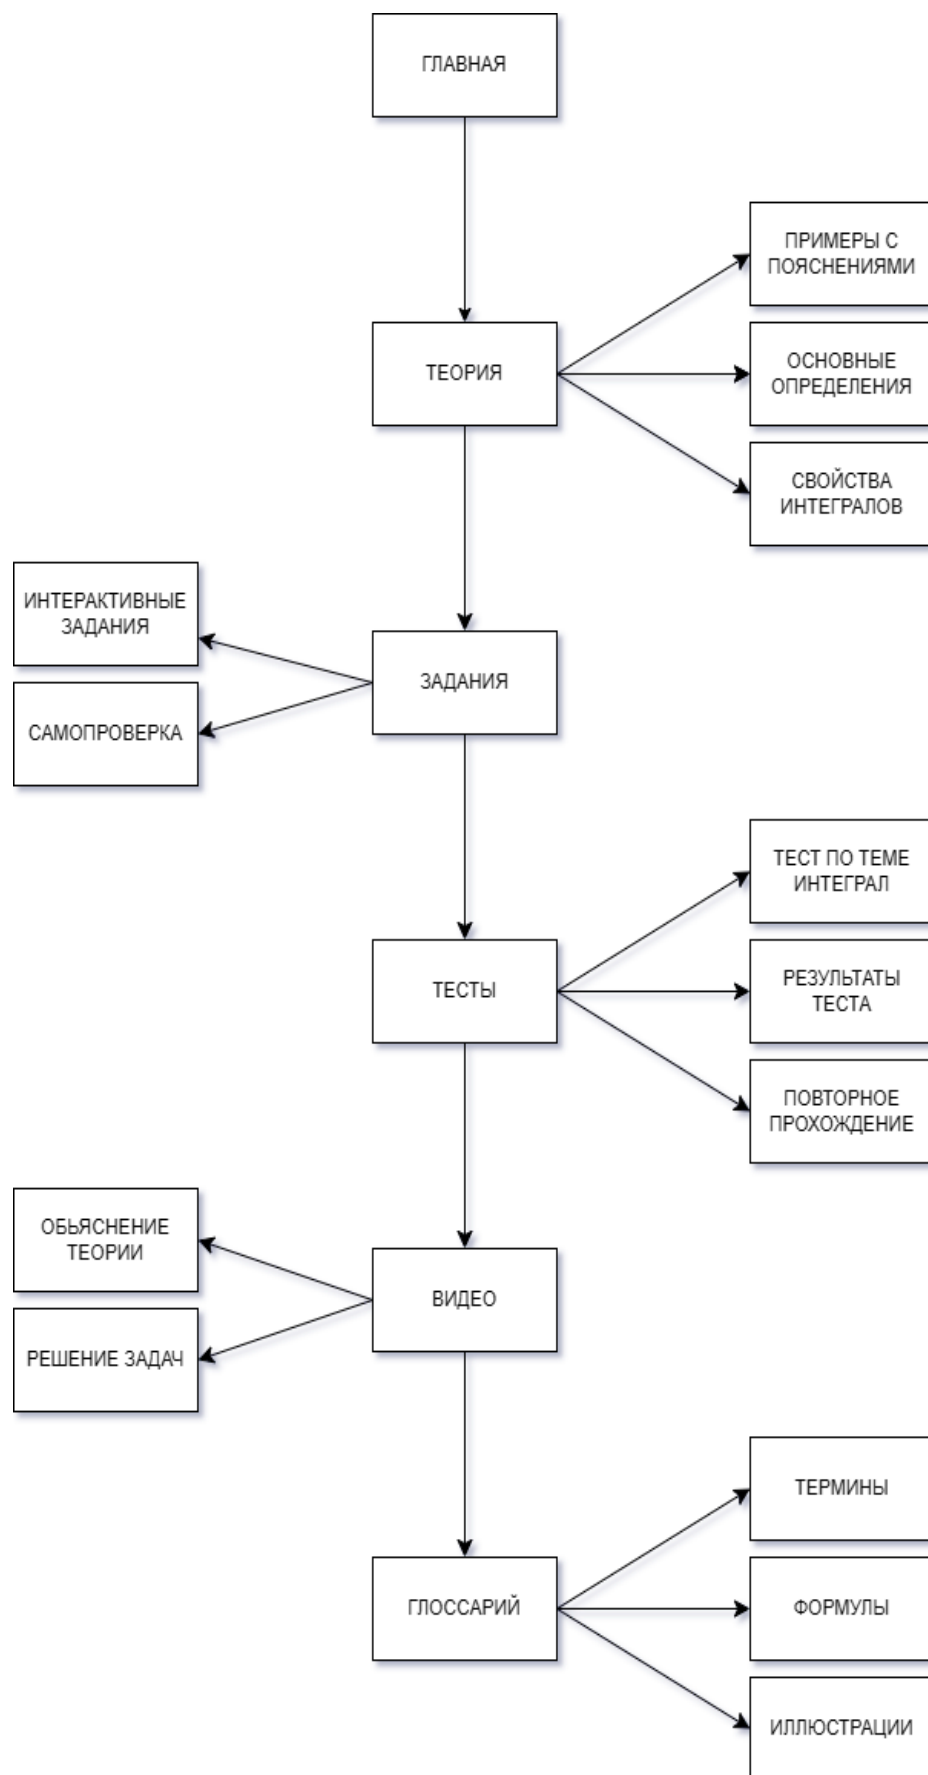 ГЛАВНАЯ
ПРИМЕРЫ С
ПОЯСНЕНИЯМИ
ТЕОРИЯ
ОСНОВНЫЕ
ОПРЕДЕЛЕНИЯ
СВОЙСТВА
ИНТЕГРАЛОВ
ИНТЕРАКТИВНЫЕ
ЗАДАНИЯ
ЗАДАНИЯ
САМОПРОВЕРКА
ТЕСТ ПО ТЕМЕ
ИНТЕГРАЛ
ТЕСТЫ
РЕЗУЛЬТАТЫ
ТЕСТА
ПОВТОРНОЕ
ПРОХОЖДЕНИЕ
ОБЬЯСНЕНИЕ
ТЕОРИИ
ВИДЕО
РЕШЕНИЕ ЗАДАЧ
ТЕРМИНЫ
ГЛОССАРИЙ
ФОРМУЛЫ
ИЛЛЮСТРАЦИИ